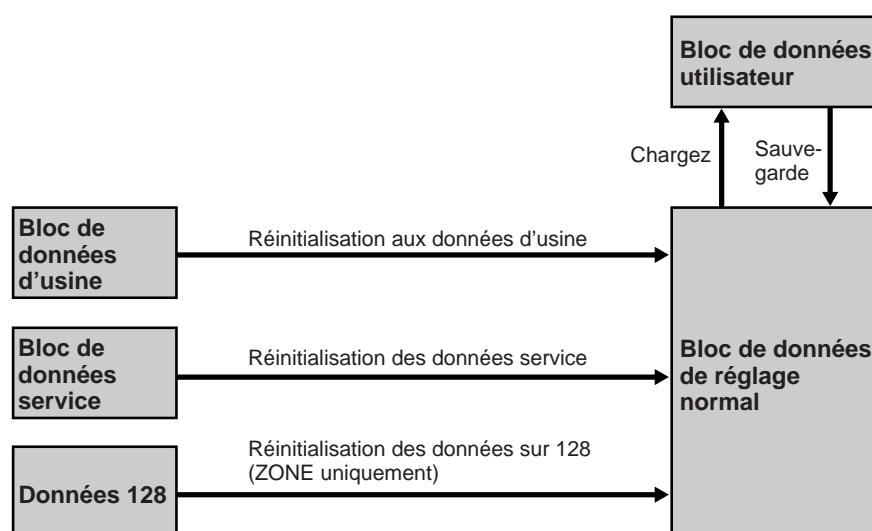 Bloc de données
utilisateur
Chargez
Sauve-
garde
Bloc de
données
d’usine
Réinitialisation aux données d’usine
Bloc de
données
service
Réinitialisation des données service
Bloc de données
de réglage
normal
Données 128
Réinitialisation des données sur 128
(ZONE uniquement)